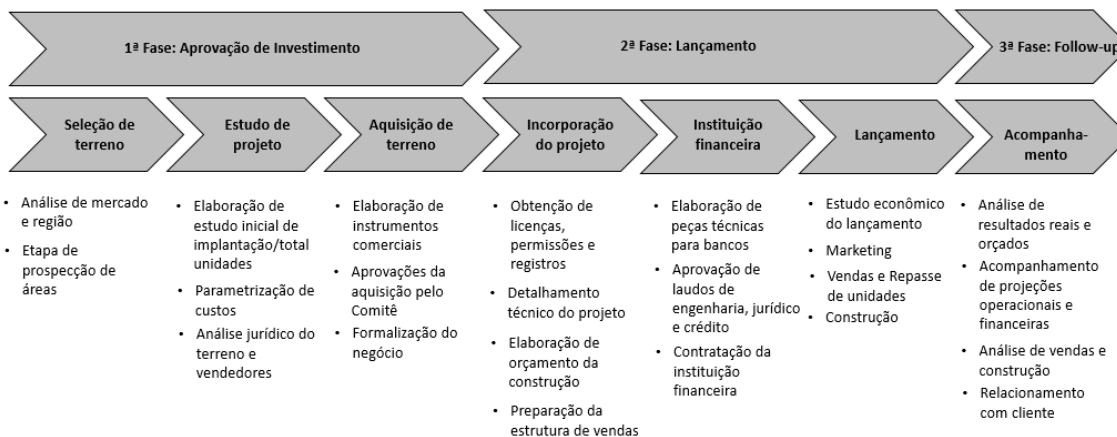 1ª Fase: Aprovação de Investimento
2ª Fase: Lançamento
3ª Fase: Follow-up
Seleção de
terreno
Estudo de
projeto
Aquisição de
terreno
Incorporação
do projeto
Instituição
financeira
Lançamento
Acompanha-
mento
• Análise de mercado
e região
• Etapa de
prospecção de
áreas
• Elaboração de
estudo inicial de
implantação/total
unidades
• Parametrização de
custos
• Análise jurídico do
terreno e
vendedores
• Elaboração de
instrumentos
comerciais
• Aprovações da
aquisição pelo
Comitê
• Formalização do
negócio
• Obtenção de
licenças,
permissões e
registros
• Detalhamento
técnico do projeto
• Elaboração de
orçamento da
construção
• Preparação da
estrutura de vendas
• Elaboração de
peças técnicas
para bancos
• Aprovação de
laudos de
engenharia, jurídico
e crédito
• Contratação da
instituição
financeira
• Estudo econômico
do lançamento
• Marketing
• Vendas e Repasse
de unidades
• Construção
• Análise de
resultados reais e
orçados
• Acompanhamento
de projeções
operacionais e
financeiras
• Análise de vendas e
construção
• Relacionamento
com cliente